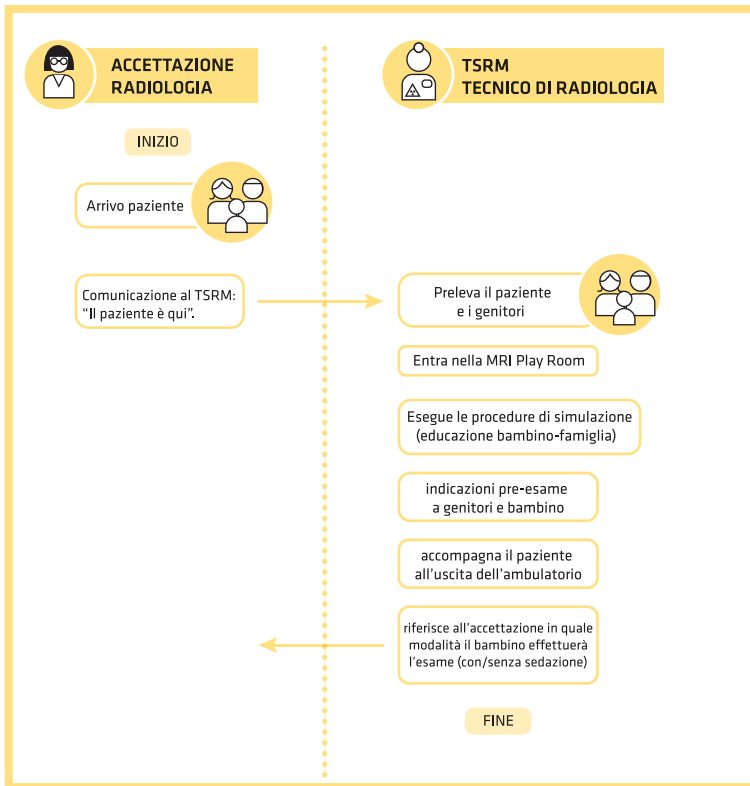 ACCETTAZIONE
RADIOLOGIA
TSRM
TECNICO DI RADIOLOGIA
INIZIO
Arrivo paziente
Comunicazione al TSRM:
“Il paziente è qui”.
Preleva il paziente
e i genitori
Entra nella MRI Play Room
Esegue le procedure di simulazione
(educazione bambino-famiglia)
indicazioni pre-esame
a genitori e bambino
accompagna il paziente
all’uscita dell’ambulatorio
riferisce all’accettazione in quale
modalità il bambino effettuerà
l’esame (con/senza sedazione)
FINE